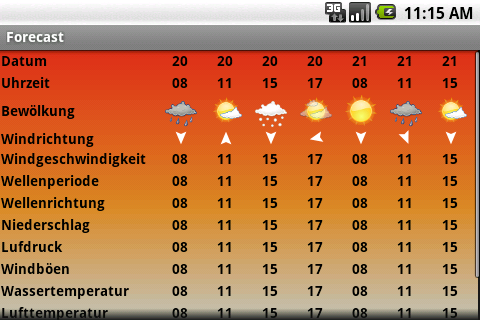 3G 11:15 AM
Forecast
Datum 20 20 20 20 21 21 21
Uhrzeit 08 11 15 17 08 11 15
Bewölkung
Windrichtung
Windgeschwindigkeit 08 11 15 17 08 11 15
Wellenperiode 08 11 15 17 08 11 15
Wellenrichtung 08 11 15 17 08 11 15
Niederschlag 08 11 15 17 08 11 15
Lufdruck 08 11 15 17 08 11 15
Windböen 08 11 15 17 08 11 15
Wassertemperatur 08 11 15 17 08 11 15
Lufttemperatur 08 11 15 17 08 11 15